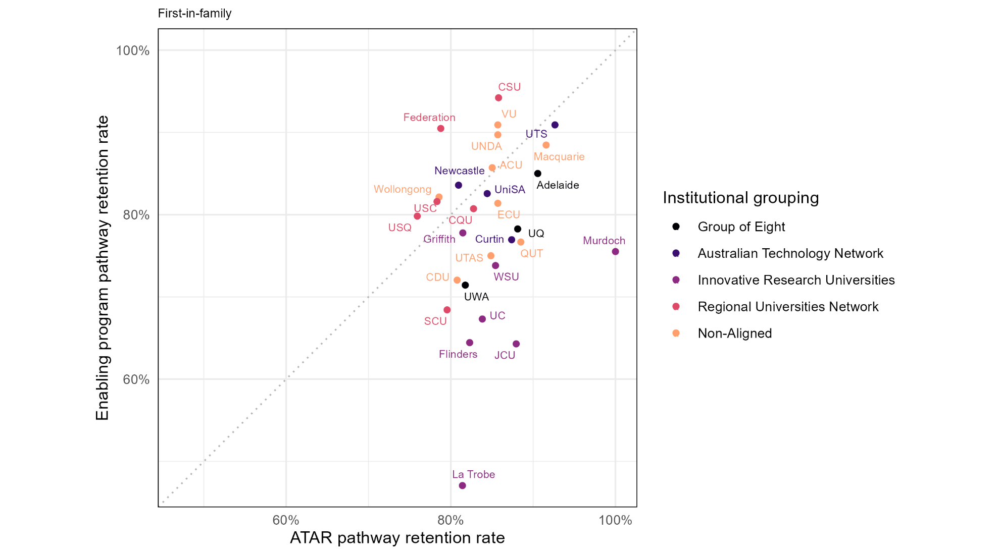 First-in-family
100%
80%
60%
Enabling program pathway retention rate
CSU
VU
Federation
UTS
UNDA
Macquarie
ACU
Newcastle
Adelaide
Wollongong
UniSA
USC
ECU
CQU
USQ
UQ
Griffith
Curtin
Murdoch
QUT
UTAS
WSU
CDU
UWA
UC
SCU
Flinders
JCU
La Trobe
60%
80%
100%
ATAR pathway retention rate
Institutional grouping
Group of Eight
Australian Technology Network
Innovative Research Universities
Regional Universities Network
Non-Aligned